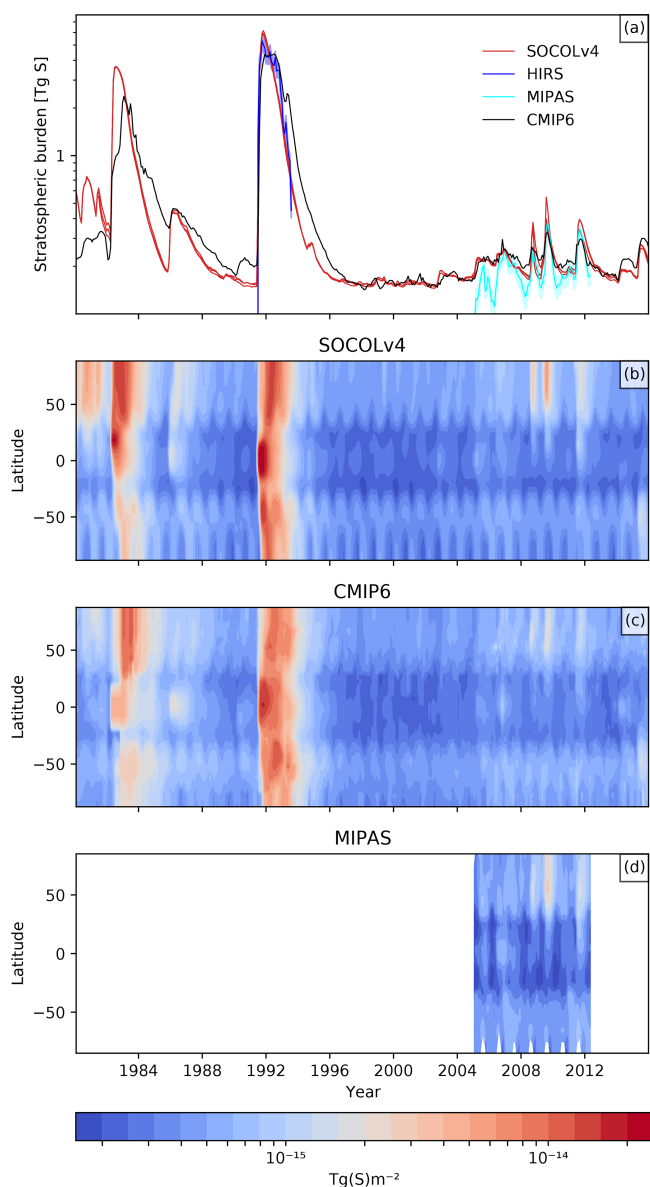 (a)
SOCOLv4
HIRS
MIPAS
CMIP6
Stratospheric burden [Tg S]
1
SOCOLv4
(b)
Latitude
50
0
−50
CMIP6
(c)
Latitude
50
0
−50
MIPAS
(d)
Latitude
50
0
−50
1984 1988 1992 1996 2000 2004 2008 2012
Year
10⁻¹⁵ 10⁻¹⁴
Tg(S)m⁻²